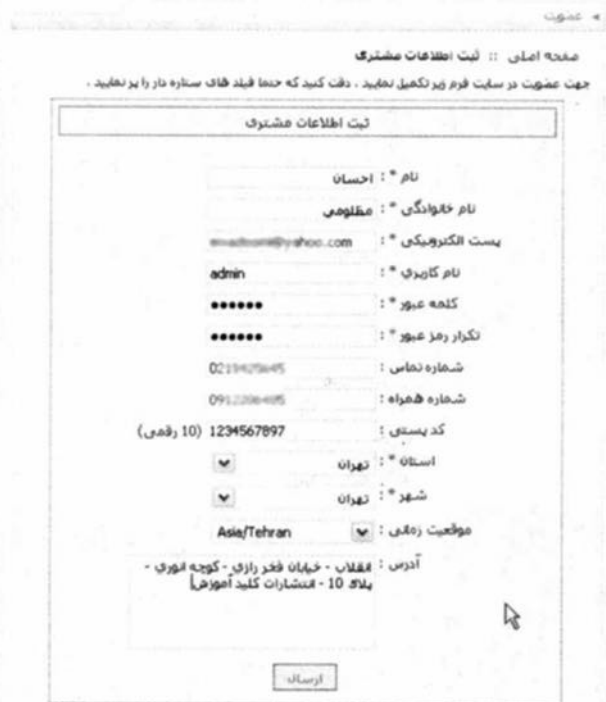 عضویت
صفحه اصلی :: ثبت اطلاعات مشتری
جهت عضویت در سایت فرم زیر تکمیل نمایید . دقت کنید که حتما فیلد های ستاره دار را پر نمایید .
ثبت اطلاعات مشتری
نام * : احسان
نام خانوادگی * : مظلومی
پست الکترونیکی * : @yahoo.com
نام کاربري * : admin
کلمه عبور * : ••••••
تکرار رمز عبور * : ••••••
شماره تماس :
شماره همراه :
کد پستی : 1234567897 (10 رقمی)
استان * : تهران
شهر * : تهران
موقعیت زمانی : Asia/Tehran
آدرس : انقلاب - خیابان فخر رازي - کوچه انوري -
پلاک 10 - انتشارات کلید آموزش
ارسال